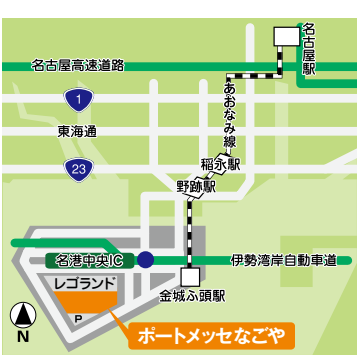 名古屋駅
名古屋高速道路
あおなみ線
1
東海通
稲永駅
23
野跡駅
名港中央IC
伊勢湾岸自動車道
レゴランド
金城ふ頭駅
P
ポートメッセなごや
N